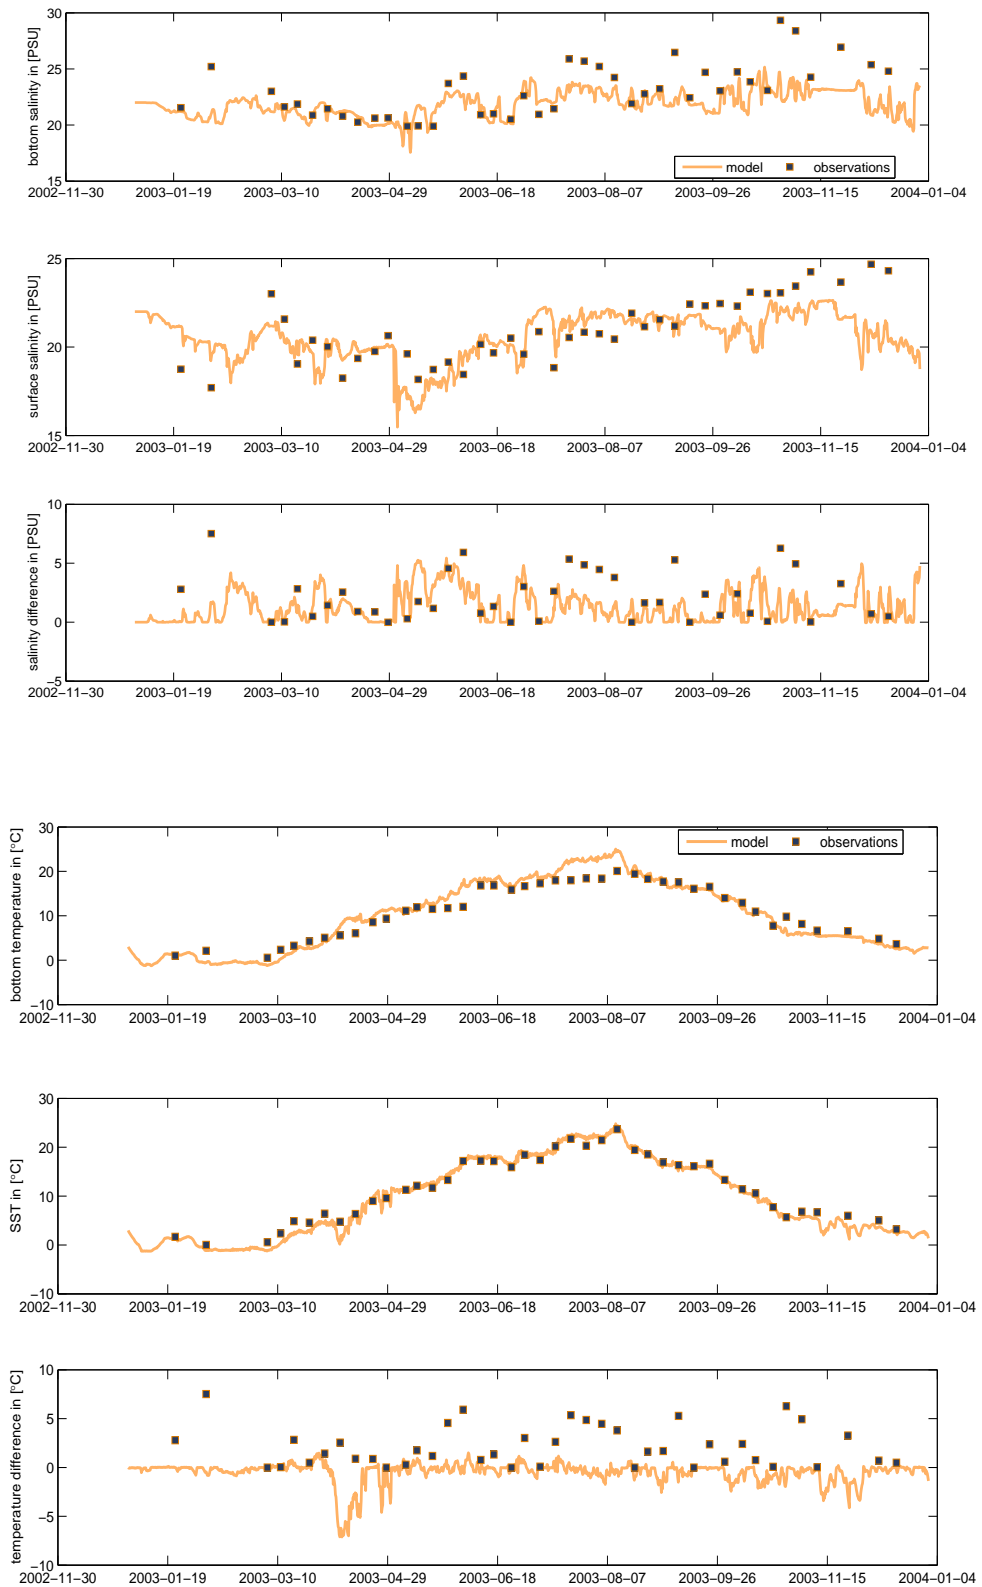 30
25
20
15
bottom salinity in [PSU]
model observations
2002−11−30 2003−01−19 2003−03−10 2003−04−29 2003−06−18 2003−08−07 2003−09−26 2003−11−15 2004−01−04
25
20
15
surface salinity in [PSU]
2002−11−30 2003−01−19 2003−03−10 2003−04−29 2003−06−18 2003−08−07 2003−09−26 2003−11−15 2004−01−04
10
5
0
−5
salinity difference in [PSU]
2002−11−30 2003−01−19 2003−03−10 2003−04−29 2003−06−18 2003−08−07 2003−09−26 2003−11−15 2004−01−04
30
20
10
0
−10
bottom temperature in [°C]
model observations
2002−11−30 2003−01−19 2003−03−10 2003−04−29 2003−06−18 2003−08−07 2003−09−26 2003−11−15 2004−01−04
30
20
10
0
−10
SST in [°C]
2002−11−30 2003−01−19 2003−03−10 2003−04−29 2003−06−18 2003−08−07 2003−09−26 2003−11−15 2004−01−04
10
5
0
−5
−10
temperature difference in [°C]
2002−11−30 2003−01−19 2003−03−10 2003−04−29 2003−06−18 2003−08−07 2003−09−26 2003−11−15 2004−01−04